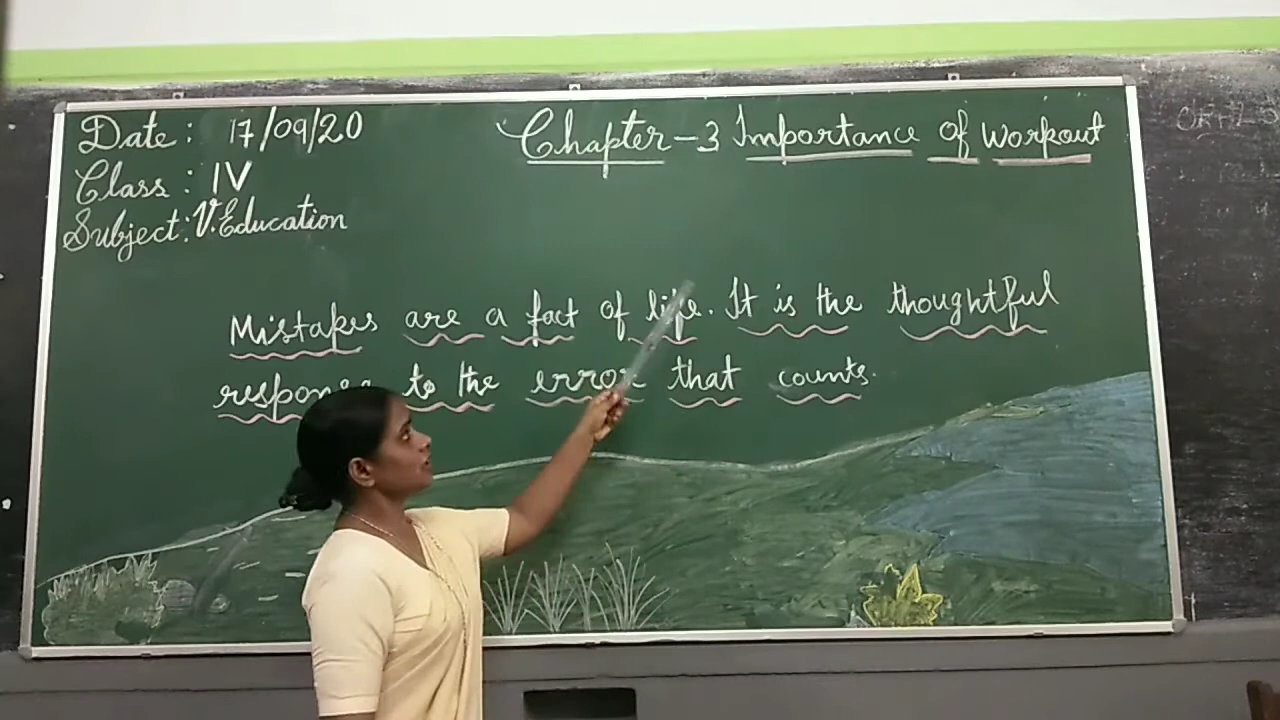 Date: 17/09/20
Chapter-3 Importance of Workout
Class: IV
Subject: V. Education
Mistakes are a fact of life. It is the thoughtful
response to the error that counts.